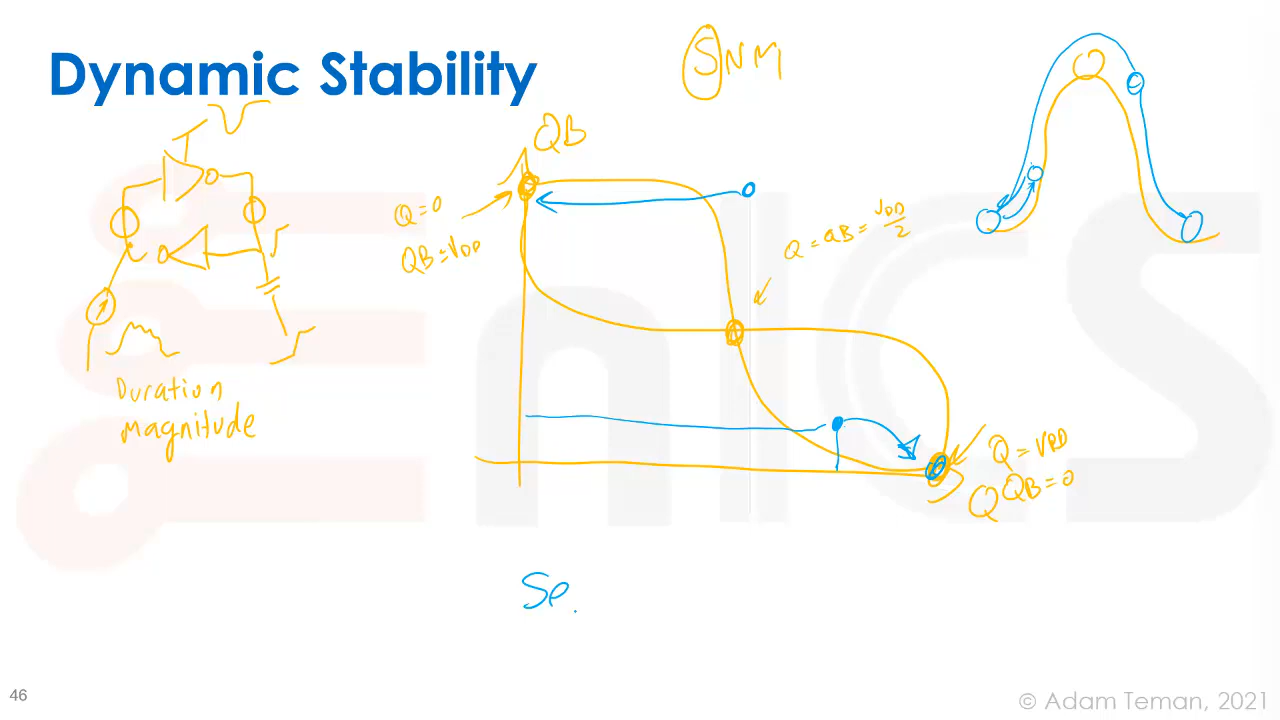 Dynamic Stability
SNM
QB
Q=0
QB=VDD
Q = QB = VDD/2
Duration
magnitude
Q = VDD
QB=0
Q
Se
ENICS
46
© Adam Teman, 2021